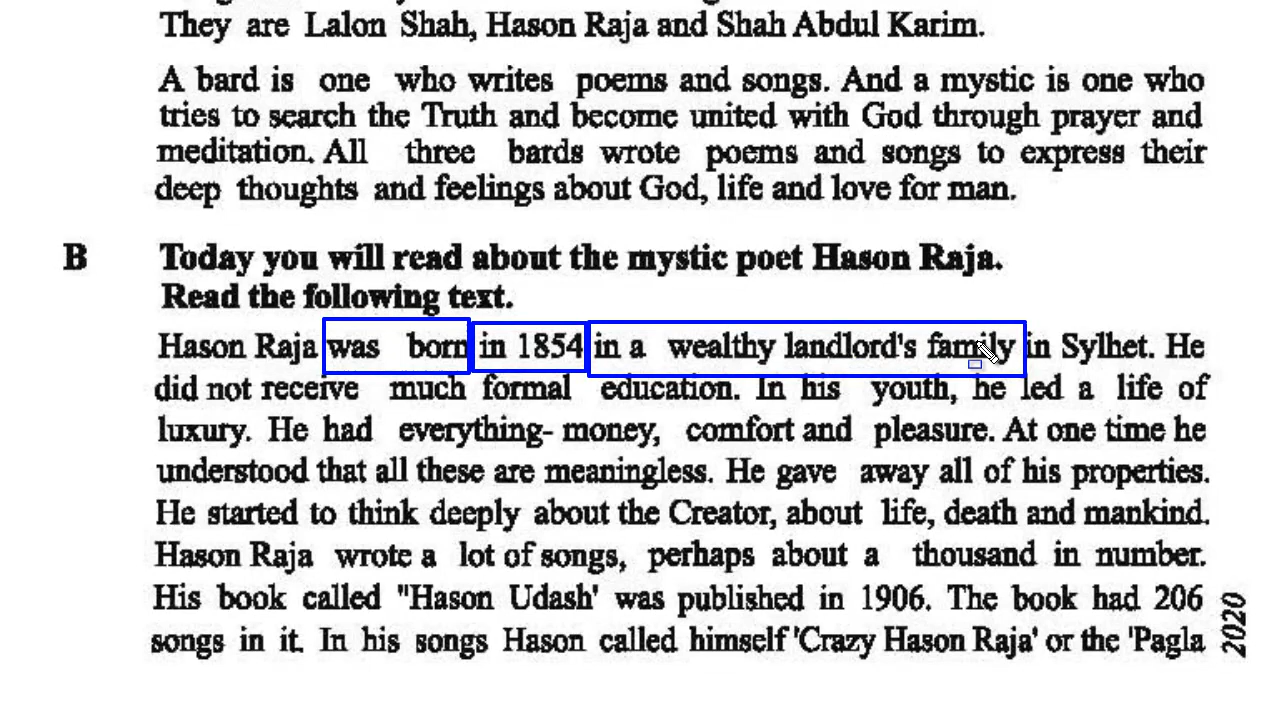 They are Lalon Shah, Hason Raja and Shah Abdul Karim.
A bard is one who writes poems and songs. And a mystic is one who
tries to search the Truth and become united with God through prayer and
meditation. All three bards wrote poems and songs to express their
deep thoughts and feelings about God, life and love for man.
B Today you will read about the mystic poet Hason Raja.
Read the following text.
Hason Raja was born in 1854 in a wealthy landlord's family in Sylhet. He
did not receive much formal education. In his youth, he led a life of
luxury. He had everything- money, comfort and pleasure. At one time he
understood that all these are meaningless. He gave away all of his properties.
He started to think deeply about the Creator, about life, death and mankind.
Hason Raja wrote a lot of songs, perhaps about a thousand in number.
His book called "Hason Udash' was published in 1906. The book had 206
songs in it. In his songs Hason called himself 'Crazy Hason Raja' or the 'Pagla
2020